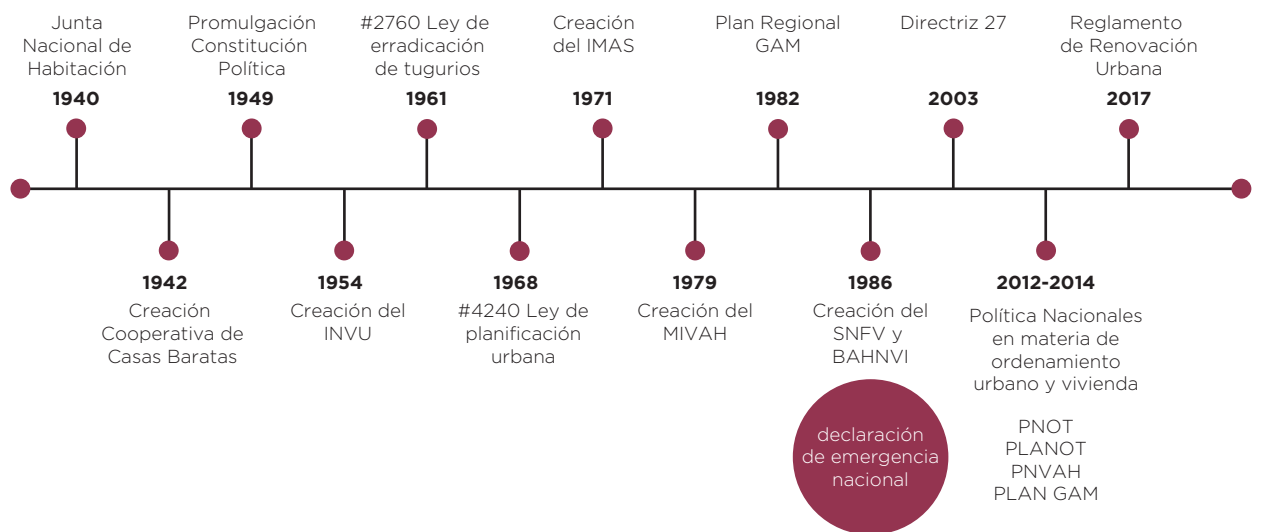 Junta
Nacional de
Habitación
1940
Promulgación
Constitución
Política
1949
#2760 Ley de
erradicación
de tugurios
1961
Creación
del IMAS
1971
Plan Regional
GAM
1982
Directriz 27
2003
Reglamento
de Renovación
Urbana
2017
1942
Creación
Cooperativa de
Casas Baratas
1954
Creación del
INVU
1968
#4240 Ley de
planificación
urbana
1979
Creación del
MIVAH
1986
Creación del
SNFV y
BAHNVI
declaración
de emergencia
nacional
2012-2014
Política Nacionales
en materia de
ordenamiento
urbano y vivienda
PNOT
PLANOT
PNVAH
PLAN GAM